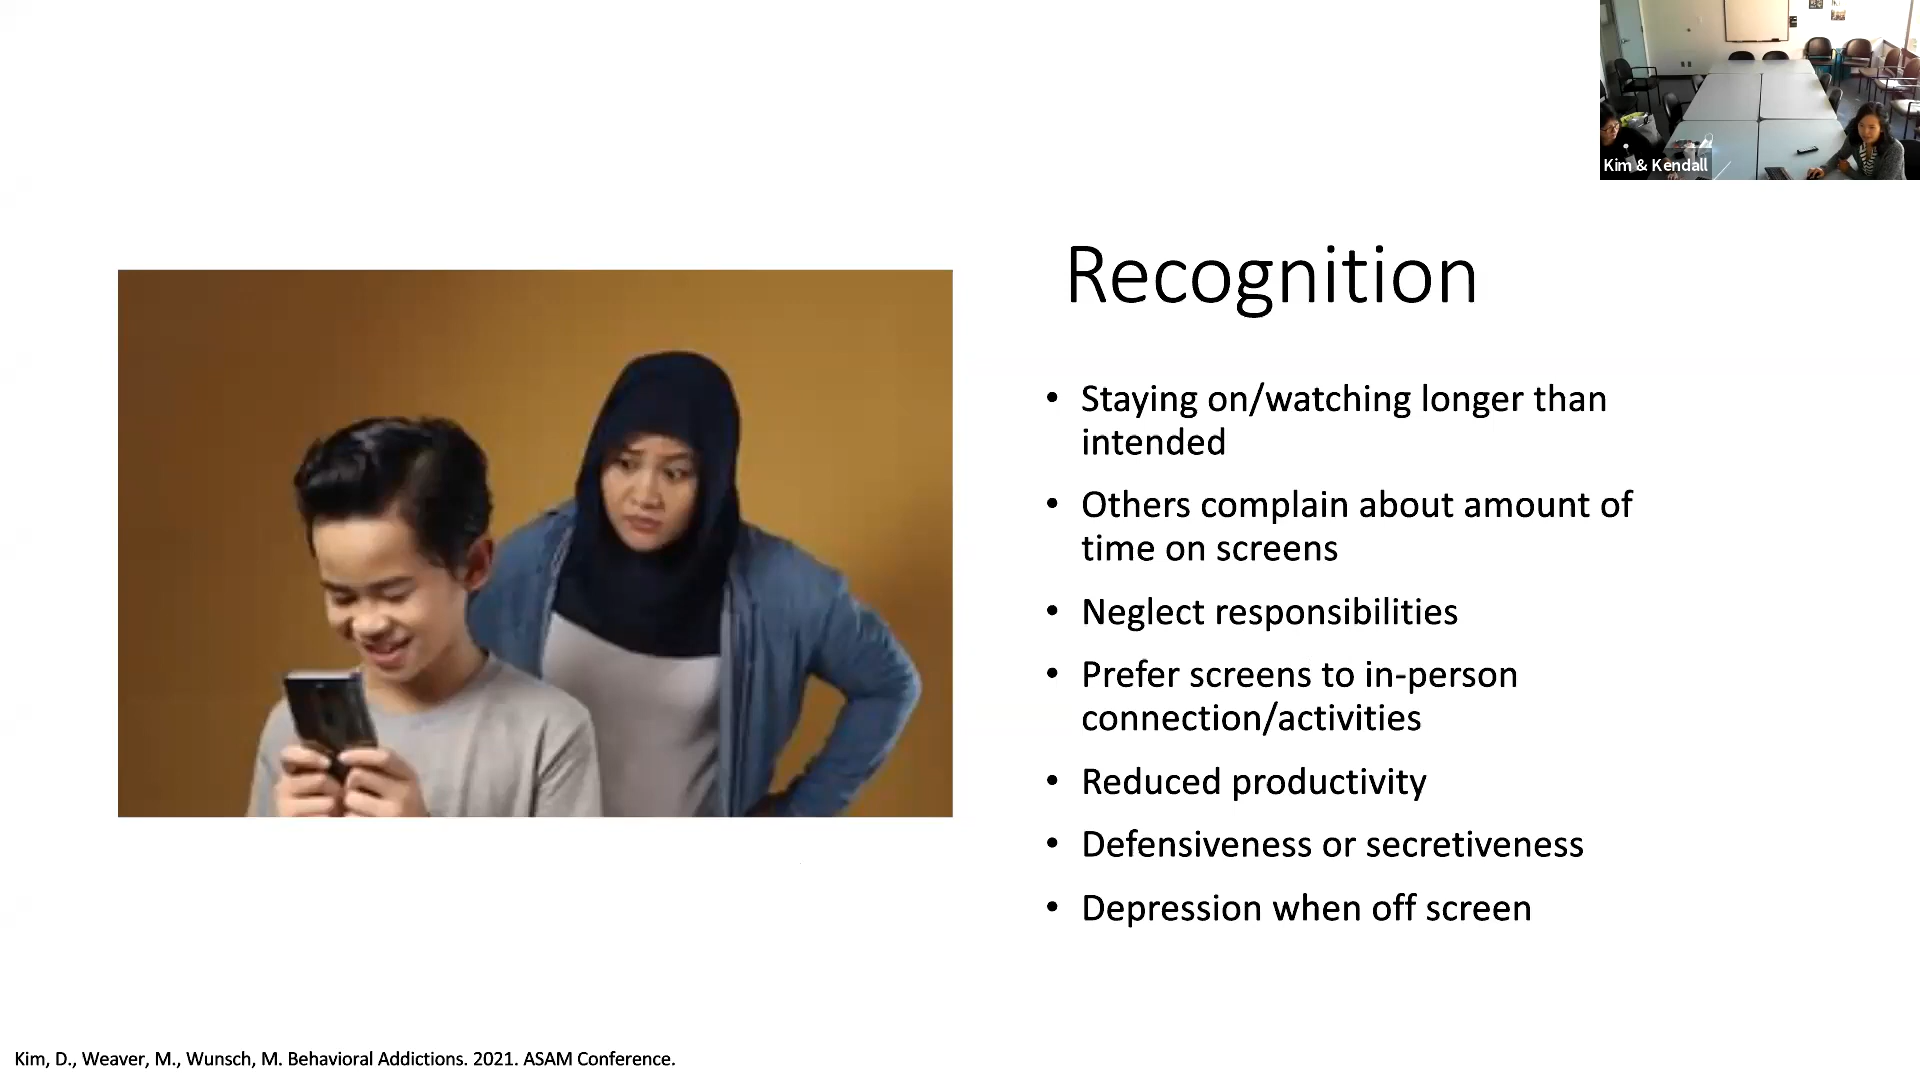 Kim & Kendall
Recognition
• Staying on/watching longer than
intended
• Others complain about amount of
time on screens
• Neglect responsibilities
• Prefer screens to in-person
connection/activities
• Reduced productivity
• Defensiveness or secretiveness
• Depression when off screen
Kim, D., Weaver, M., Wunsch, M. Behavioral Addictions. 2021. ASAM Conference.